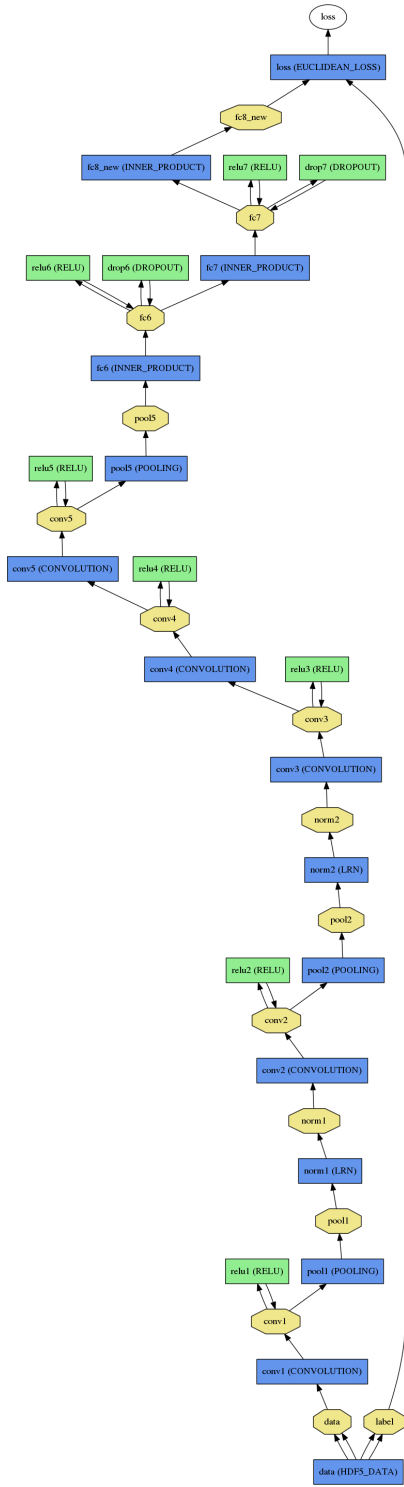 loss
loss (EUCLIDEAN_LOSS)
fc8_new
fc8_new (INNER_PRODUCT)
relu7 (RELU)
drop7 (DROPOUT)
fc7
relu6 (RELU)
drop6 (DROPOUT)
fc7 (INNER_PRODUCT)
fc6
fc6 (INNER_PRODUCT)
pool5
relu5 (RELU)
pool5 (POOLING)
conv5
conv5 (CONVOLUTION)
relu4 (RELU)
conv4
conv4 (CONVOLUTION)
relu3 (RELU)
conv3
conv3 (CONVOLUTION)
norm2
norm2 (LRN)
pool2
relu2 (RELU)
pool2 (POOLING)
conv2
conv2 (CONVOLUTION)
norm1
norm1 (LRN)
pool1
relu1 (RELU)
pool1 (POOLING)
conv1
conv1 (CONVOLUTION)
data
label
data (HDF5_DATA)